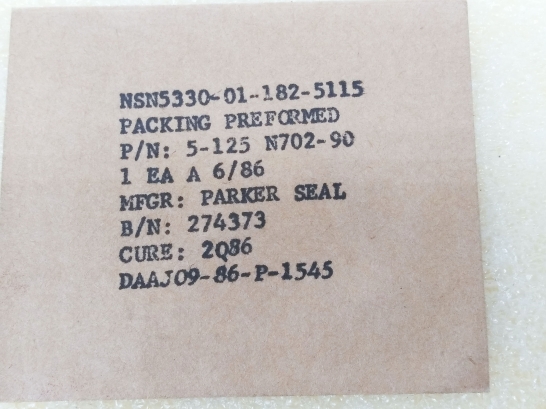 NSN5330-01-182-5115
PACKING PREFORMED
P/N: 5-125 N702-90
1 EA A 6/86
MFGR: PARKER SEAL
B/N: 274373
CURE: 2Q86
DAAJ09-86-P-1545